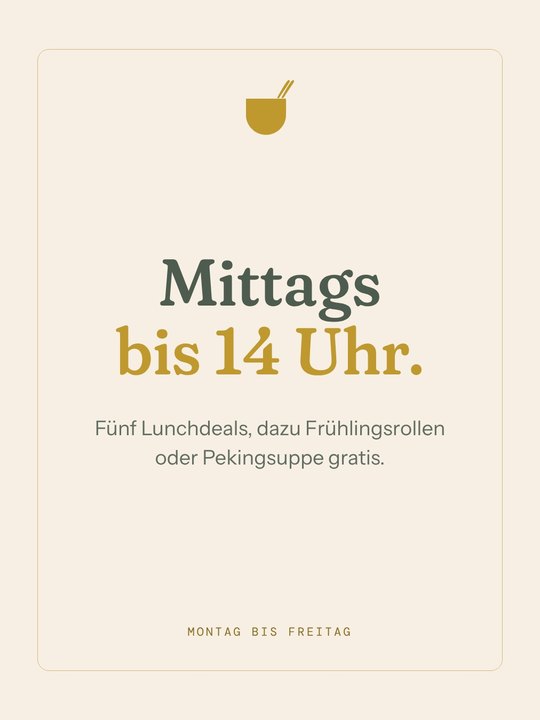 Mittags
bis 14 Uhr.
Fünf Lunchdeals, dazu Frühlingsrollen
oder Pekingsuppe gratis.
MONTAG BIS FREITAG